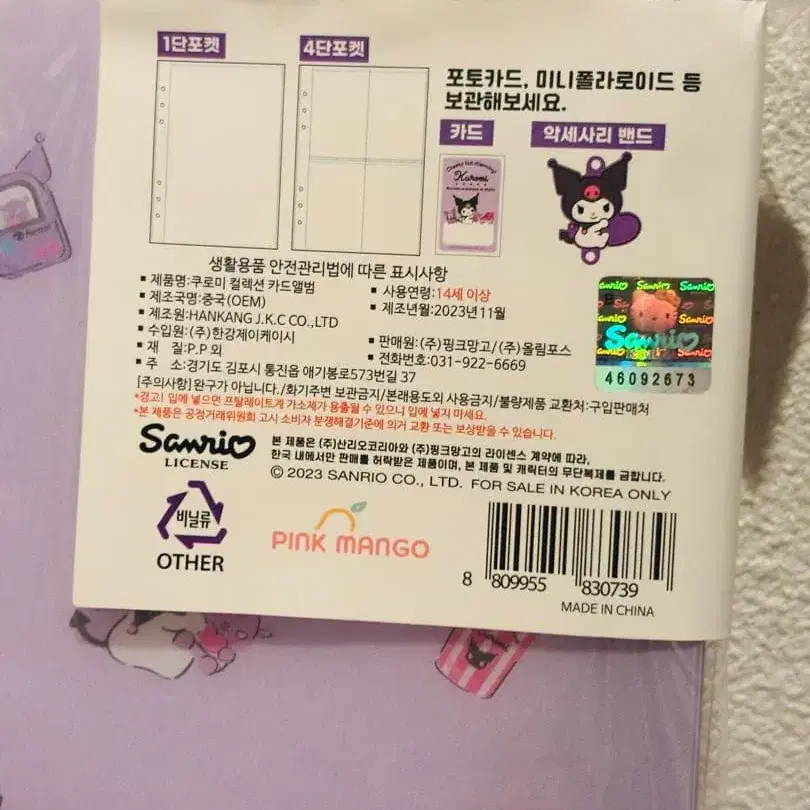 1단포켓
4단포켓
포토카드, 미니폴라로이드 등
보관해보세요.
카드
악세사리 밴드
Kuromi
생활용품 안전관리법에 따른 표시사항
▪ 제품명:쿠로미 컬렉션 카드앨범
▪ 사용연령:14세 이상
▪ 제조국명:중국(OEM)
▪ 제조년월:2023년 11월
▪ 제조원:HANKANG J.K.C CO.,LTD
▪ 수입원:(주)한강제이케이시
▪ 판매원:(주)핑크망고/(주)올림포스
▪ 재 질:P.P 외
▪ 전화번호:031-922-6669
▪ 주 소:경기도 김포시 통진읍 애기봉로573번길 37
[주의사항]완구가 아닙니다./화기주변 보관금지/본래용도외 사용금지/불량제품 교환처:구입판매처
*경고! 입에 넣으면 프탈레이트계 가소제가 용출될 수 있으니 입에 넣지 마세요.
*본 제품은 공정거래위원회 고시 소비자 분쟁해결기준에 의거 교환 또는 보상받을 수 있습니다.
Sanrio
46092673
Sanrio
LICENSE
본 제품은 (주)산리오코리아와 (주)핑크망고의 라이센스 계약에 따라,
한국 내에서만 판매를 허락받은 제품이며, 본 제품 및 캐릭터의 무단복제를 금합니다.
© 2023 SANRIO CO., LTD. FOR SALE IN KOREA ONLY
비닐류
OTHER
PINK MANGO
8 809955 830739
MADE IN CHINA